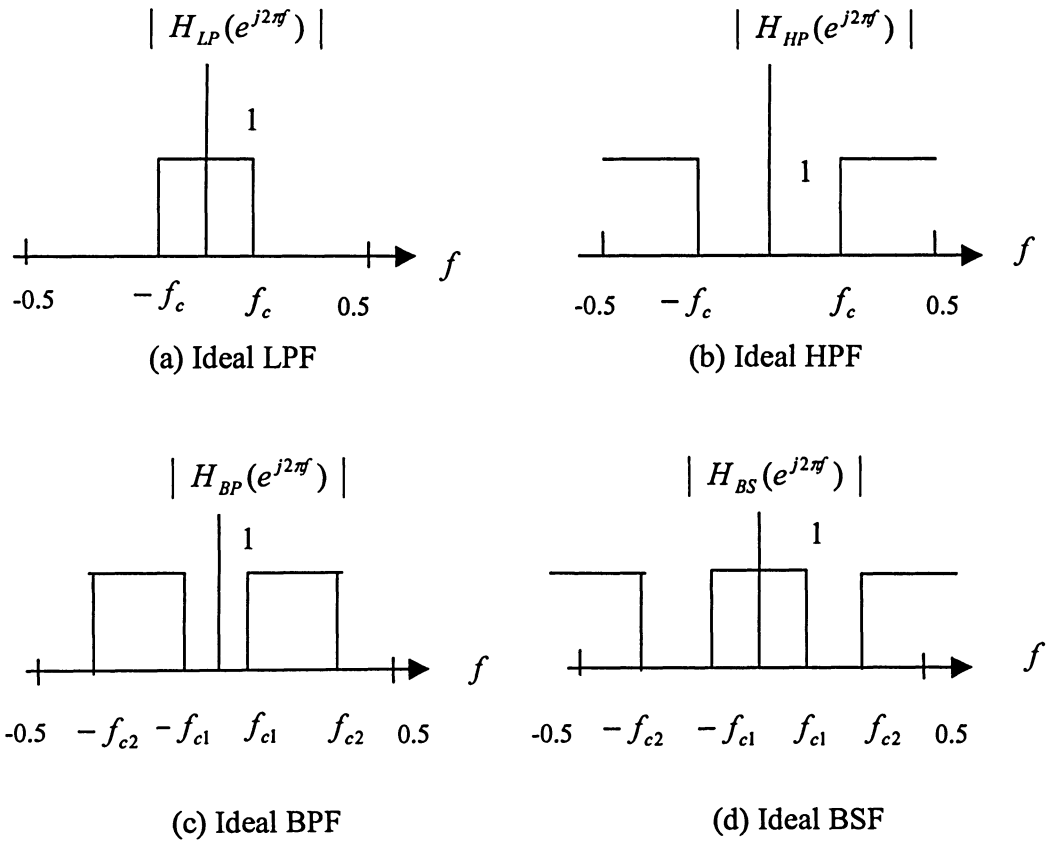 | H_LP(e^{j2πf}) |
1
f
-0.5 −f_c f_c 0.5
(a) Ideal LPF
| H_HP(e^{j2πf}) |
1
f
-0.5 −f_c f_c 0.5
(b) Ideal HPF
| H_BP(e^{j2πf}) |
1
f
-0.5 −f_c2 −f_c1 f_c1 f_c2 0.5
(c) Ideal BPF
| H_BS(e^{j2πf}) |
1
f
-0.5 −f_c2 −f_c1 f_c1 f_c2 0.5
(d) Ideal BSF